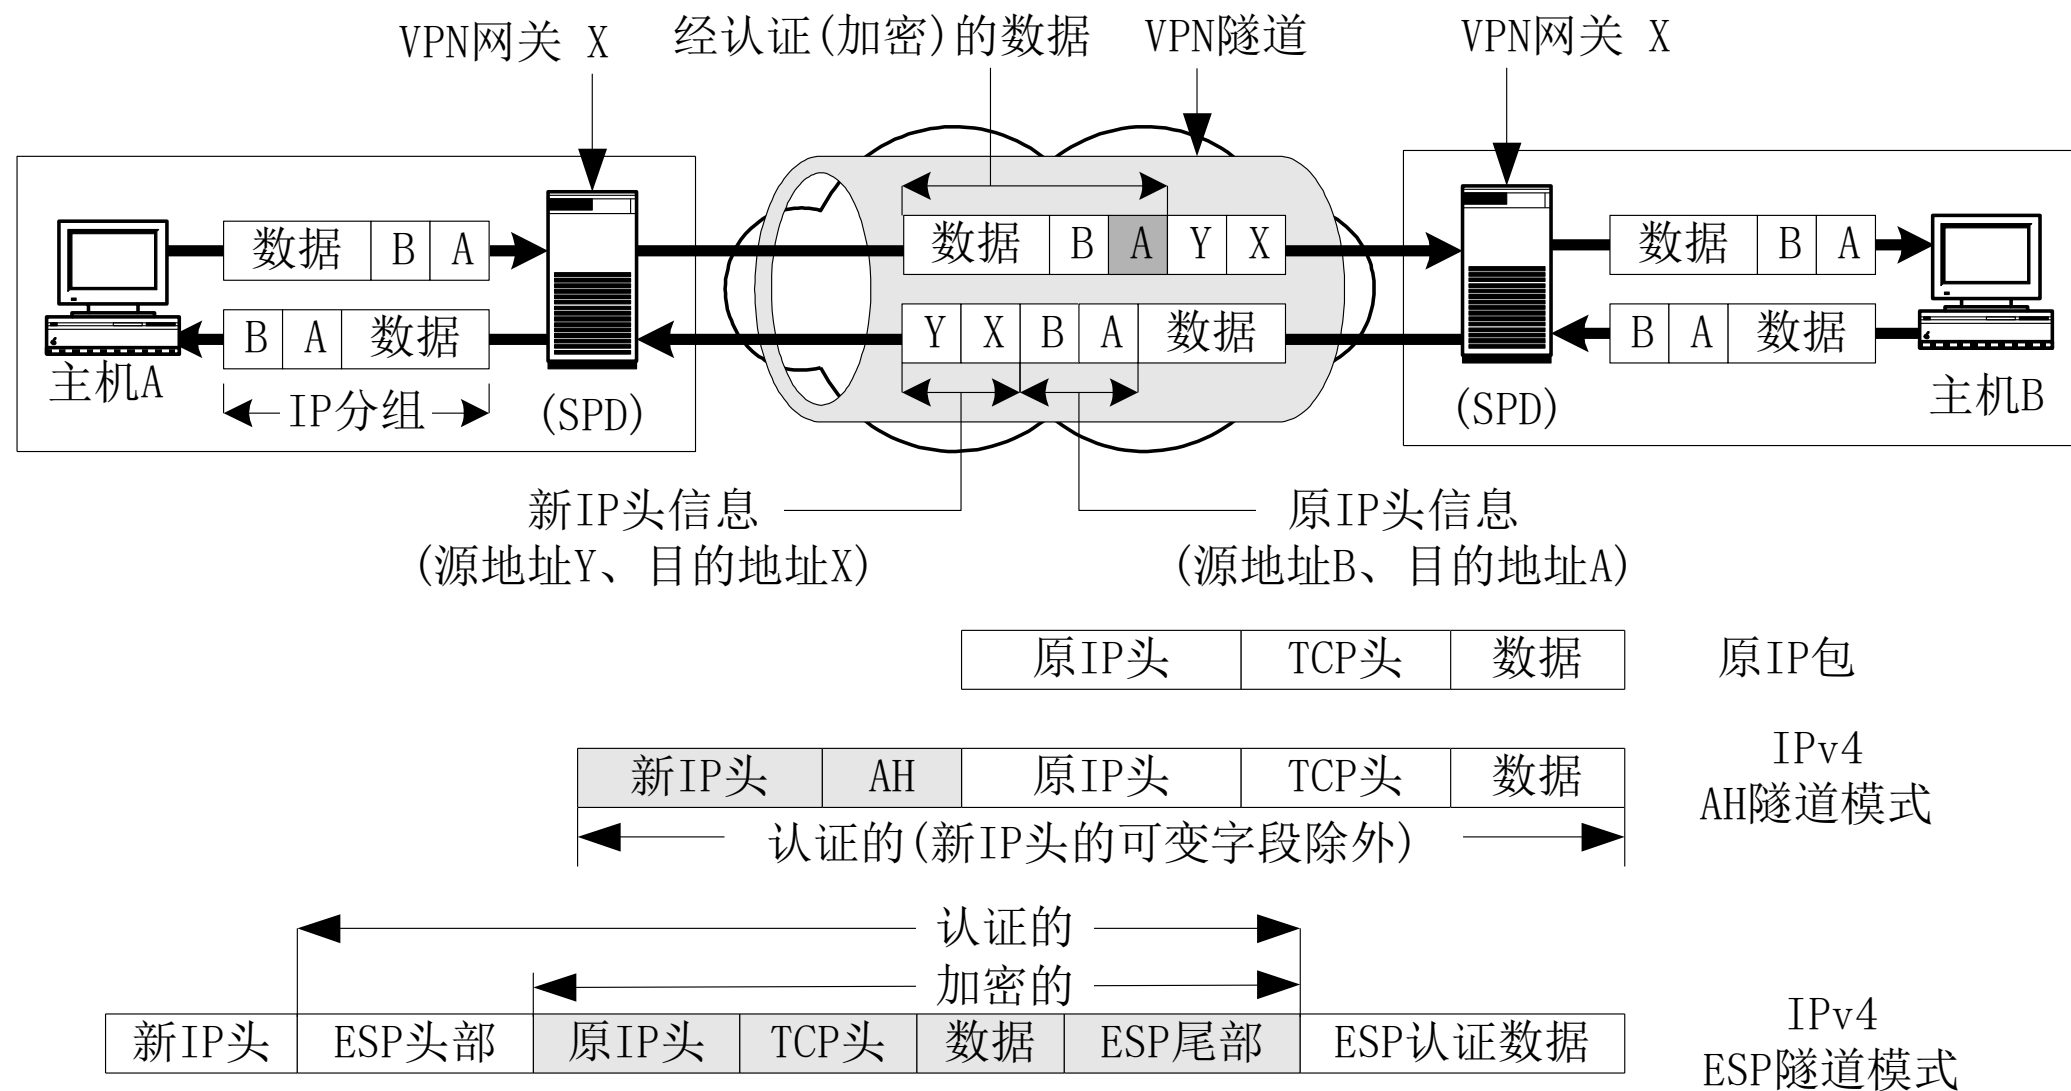 VPN网关 X 经认证(加密)的数据 VPN隧道 VPN网关 X
数据 B A 数据 B A Y X 数据 B A
B A 数据 Y X B A 数据 B A 数据
主机A IP分组 (SPD) (SPD) 主机B
新IP头信息 原IP头信息
(源地址Y、目的地址X) (源地址B、目的地址A)
原IP头 TCP头 数据 原IP包
IPv4
新IP头 AH 原IP头 TCP头 数据
AH隧道模式
认证的(新IP头的可变字段除外)
认证的
加密的
IPv4
新IP头 ESP头部 原IP头 TCP头 数据 ESP尾部 ESP认证数据
ESP隧道模式